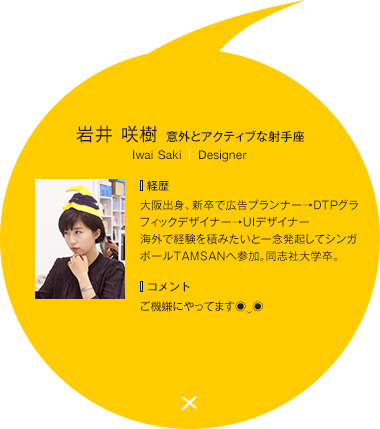 岩井 咲樹 意外とアクティブな射手座
Iwai Saki | Designer
経歴
大阪出身、新卒で広告プランナー→DTPグラ
フィックデザイナー→UIデザイナー
海外で経験を積みたいと一念発起してシンガ
ポールTAMSANへ参加。同志社大学卒。
コメント
ご機嫌にやってます◉‿◉